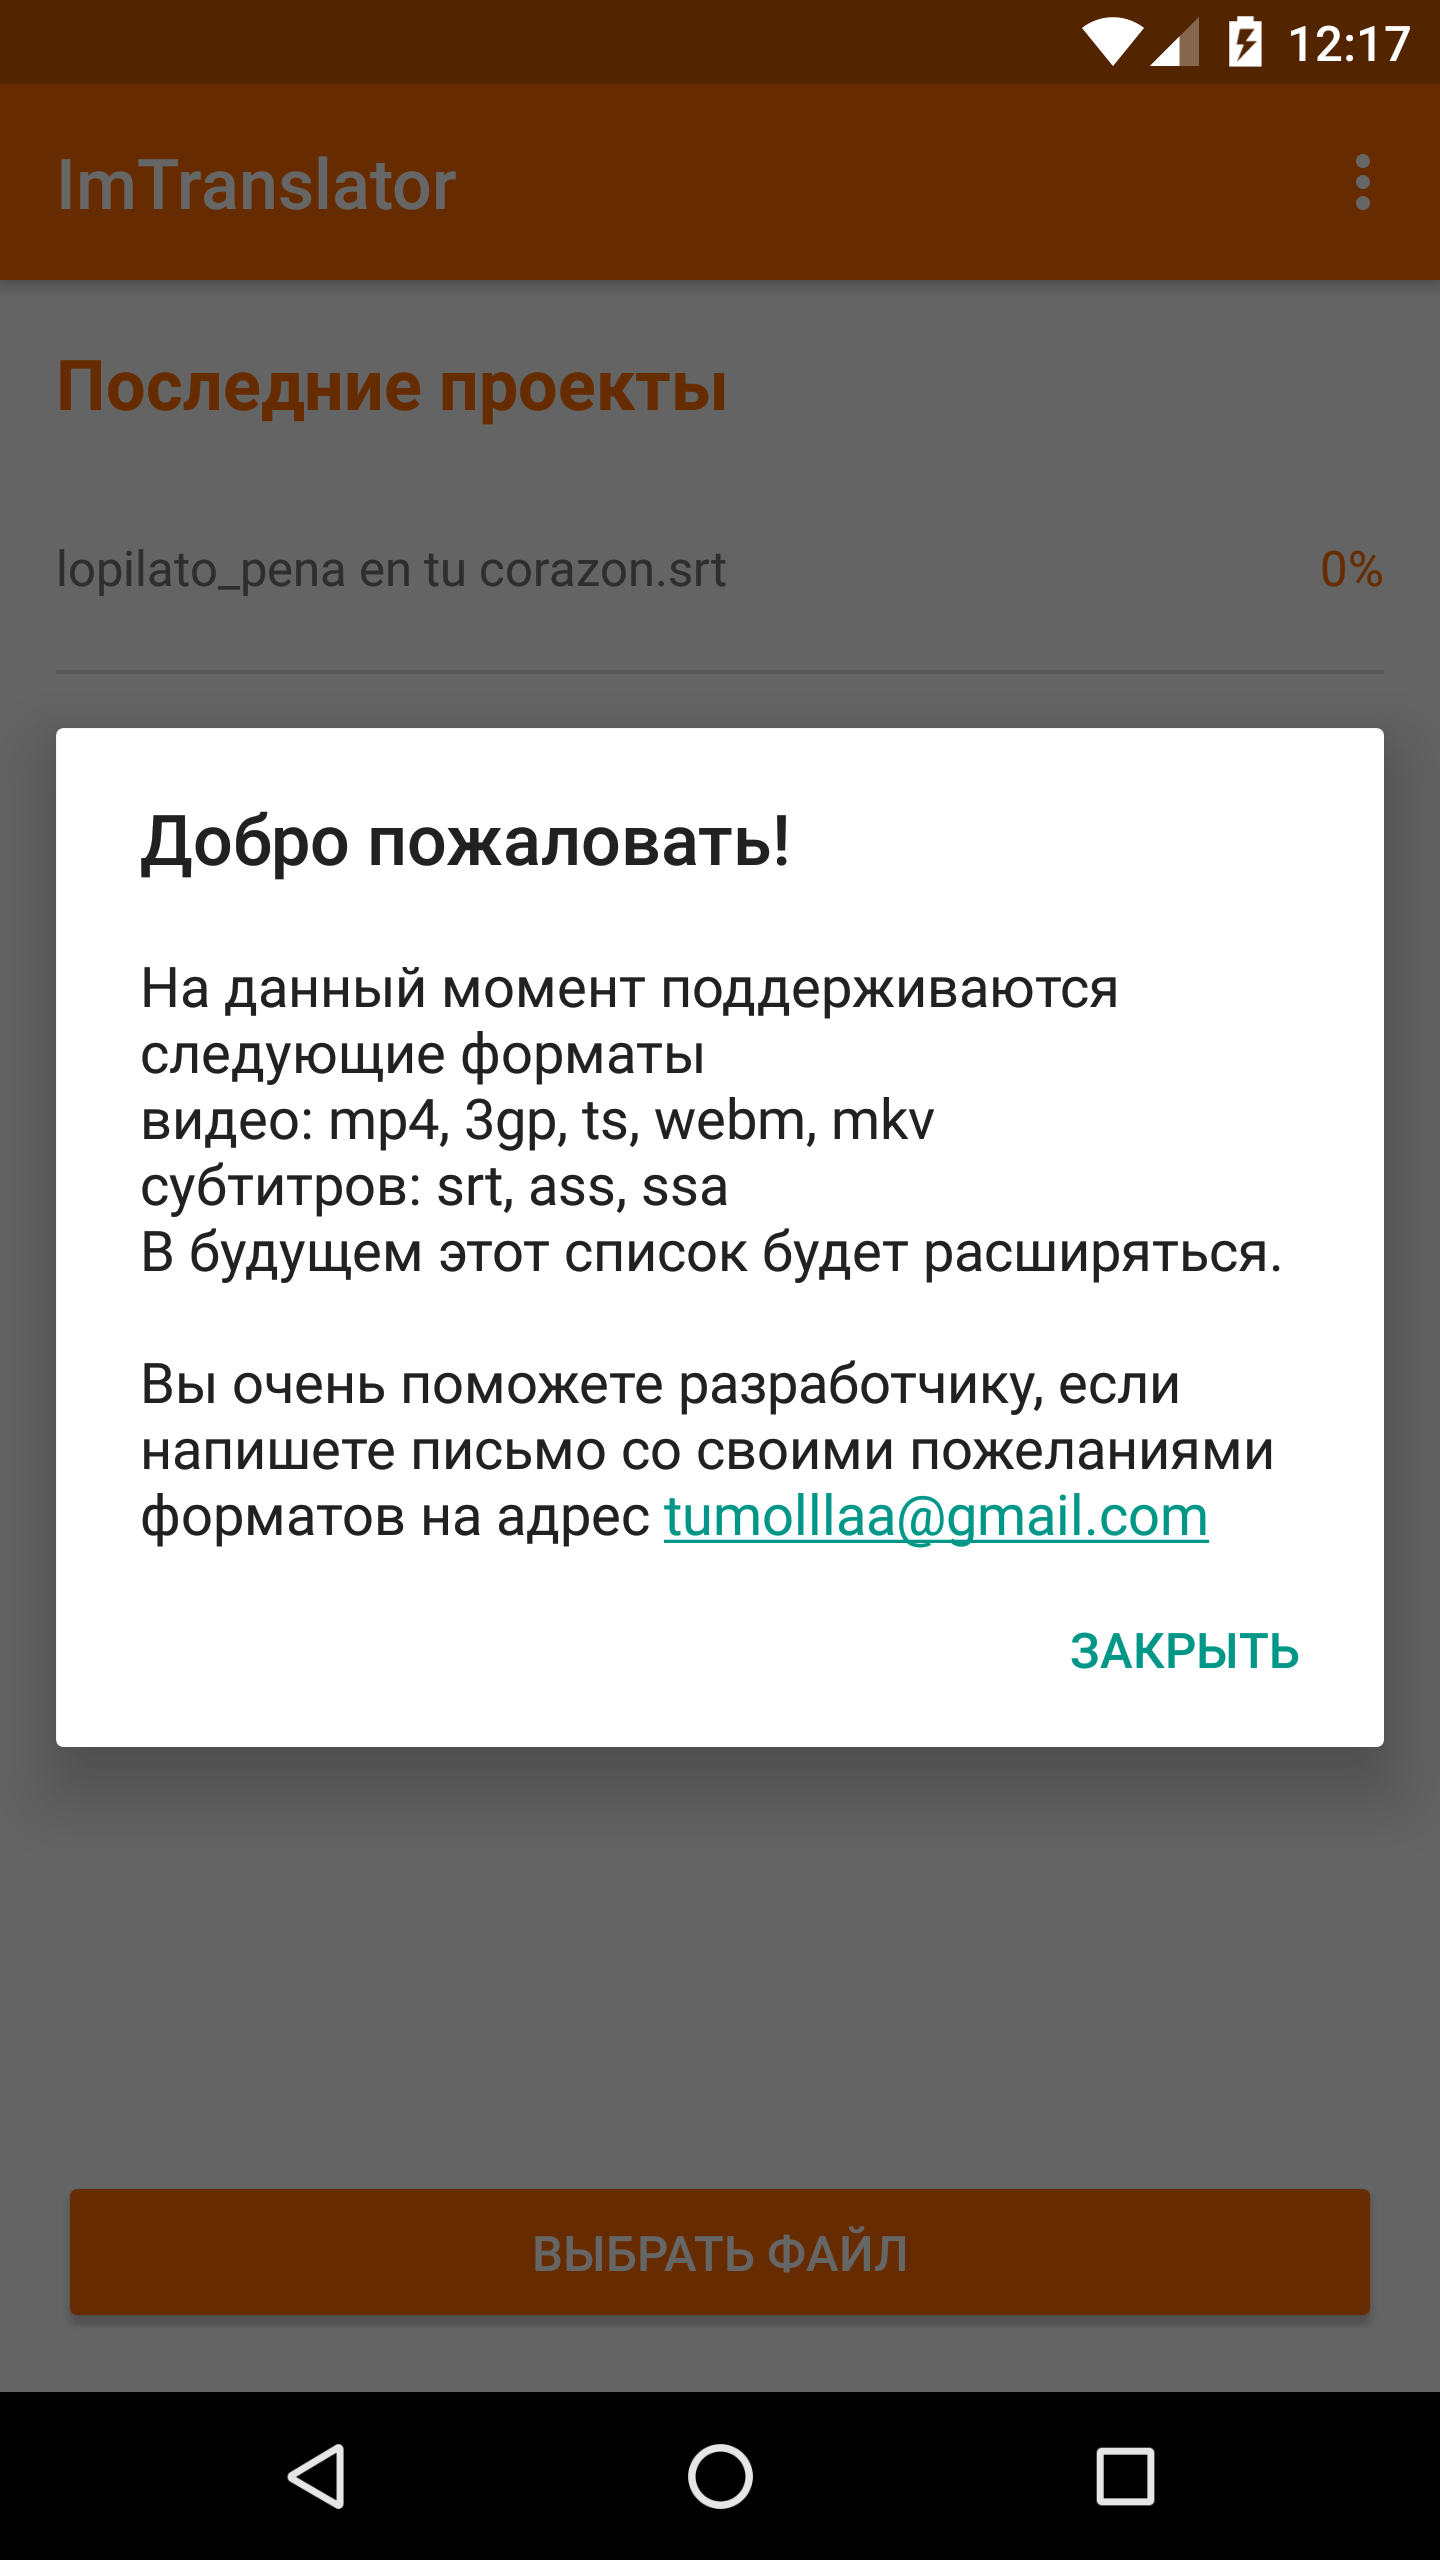 12:17
ImTranslator
Последние проекты
lopilato_pena en tu corazon.srt 0%
Добро пожаловать!
На данный момент поддерживаются
следующие форматы
видео: mp4, 3gp, ts, webm, mkv
субтитров: srt, ass, ssa
В будущем этот список будет расширяться.
Вы очень поможете разработчику, если
напишете письмо со своими пожеланиями
форматов на адрес tumolllaa@gmail.com
ЗАКРЫТЬ
ВЫБРАТЬ ФАЙЛ